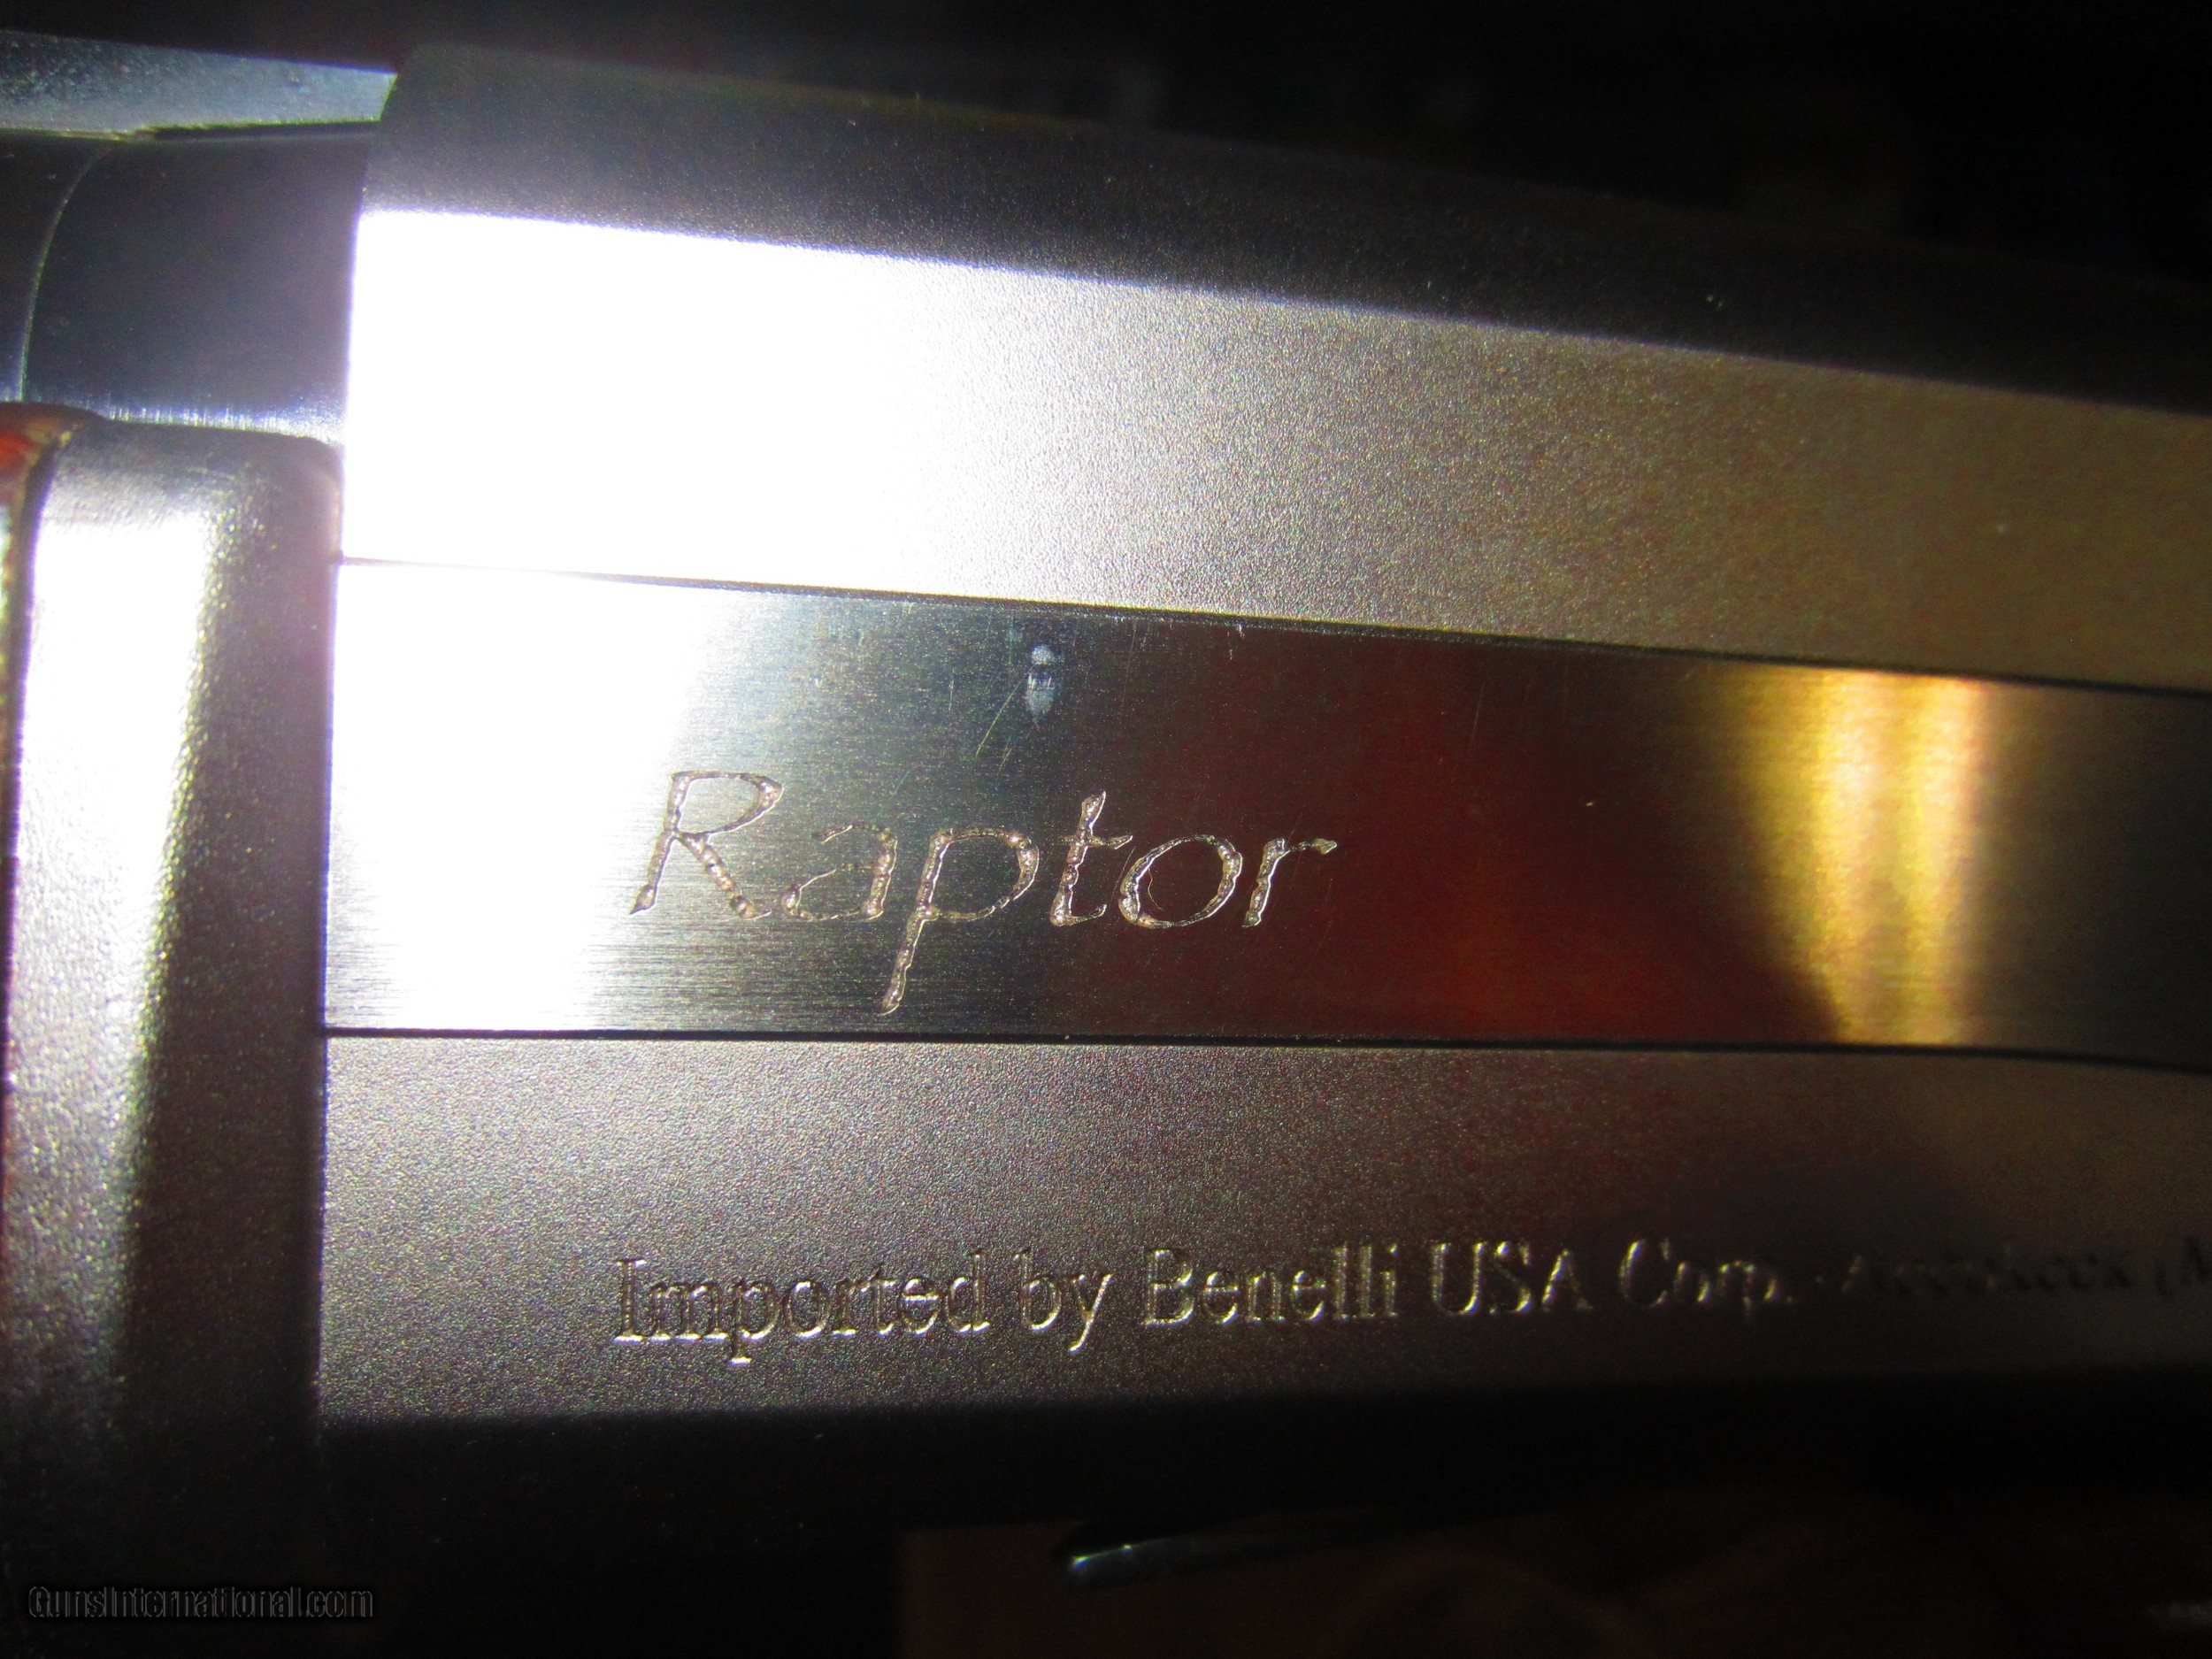 Raptor
Imported by Benelli USA Corp.
GunsInternational.com